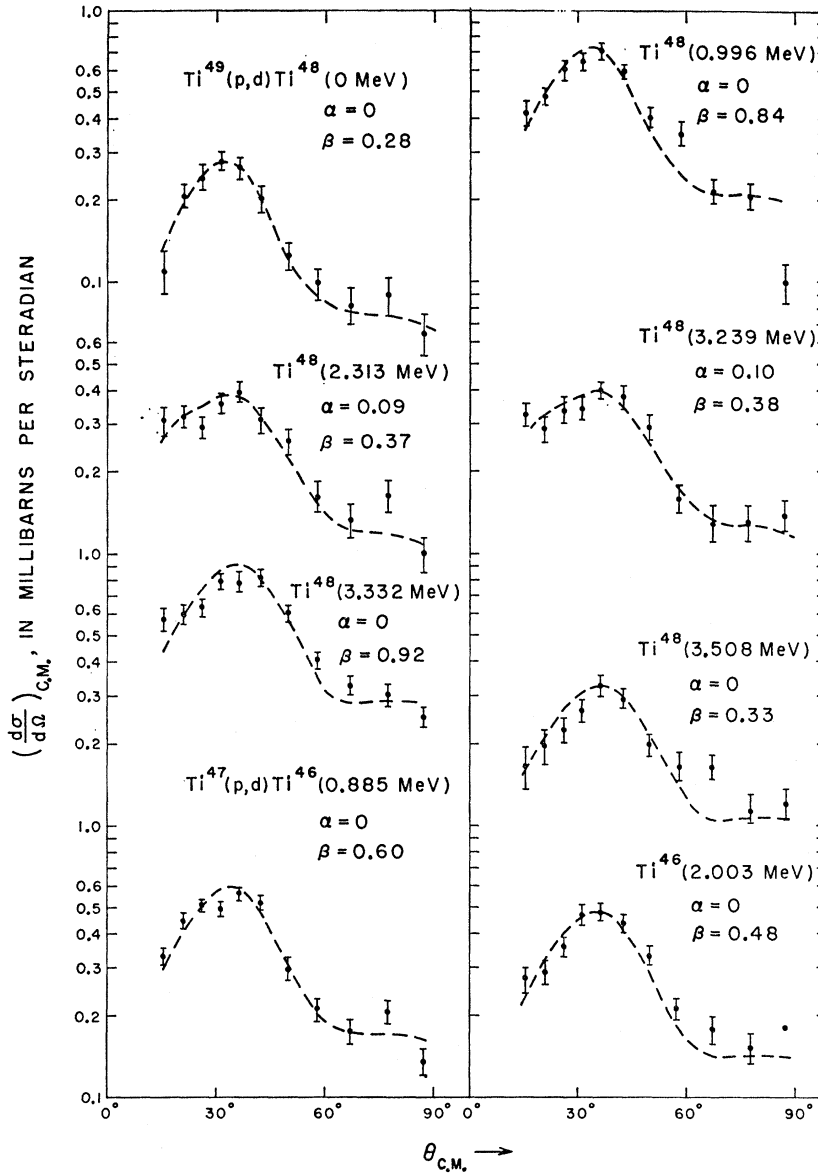 (dσ/dΩ)C.M., IN MILLIBARNS PER STERADIAN
1.0
0.6
0.5
0.4
0.3
0.2
0.1
0.6
0.5
0.4
0.3
0.2
1.0
0.6
0.5
0.4
0.3
0.2
1.0
0.6
0.5
0.4
0.3
0.2
0.1
Ti⁴⁹(p,d)Ti⁴⁸(0 MeV)
α=0
β=0.28
Ti⁴⁸(2.313 MeV)
α=0.09
β=0.37
Ti⁴⁸(3.332 MeV)
α=0
β=0.92
Ti⁴⁷(p,d)Ti⁴⁶(0.885 MeV)
α=0
β=0.60
Ti⁴⁸(0.996 MeV)
α=0
β=0.84
Ti⁴⁸(3.239 MeV)
α=0.10
β=0.38
Ti⁴⁸(3.508 MeV)
α=0
β=0.33
Ti⁴⁶(2.003 MeV)
α=0
β=0.48
0° 30° 60° 90° 0° 30° 60° 90°
θC.M. →